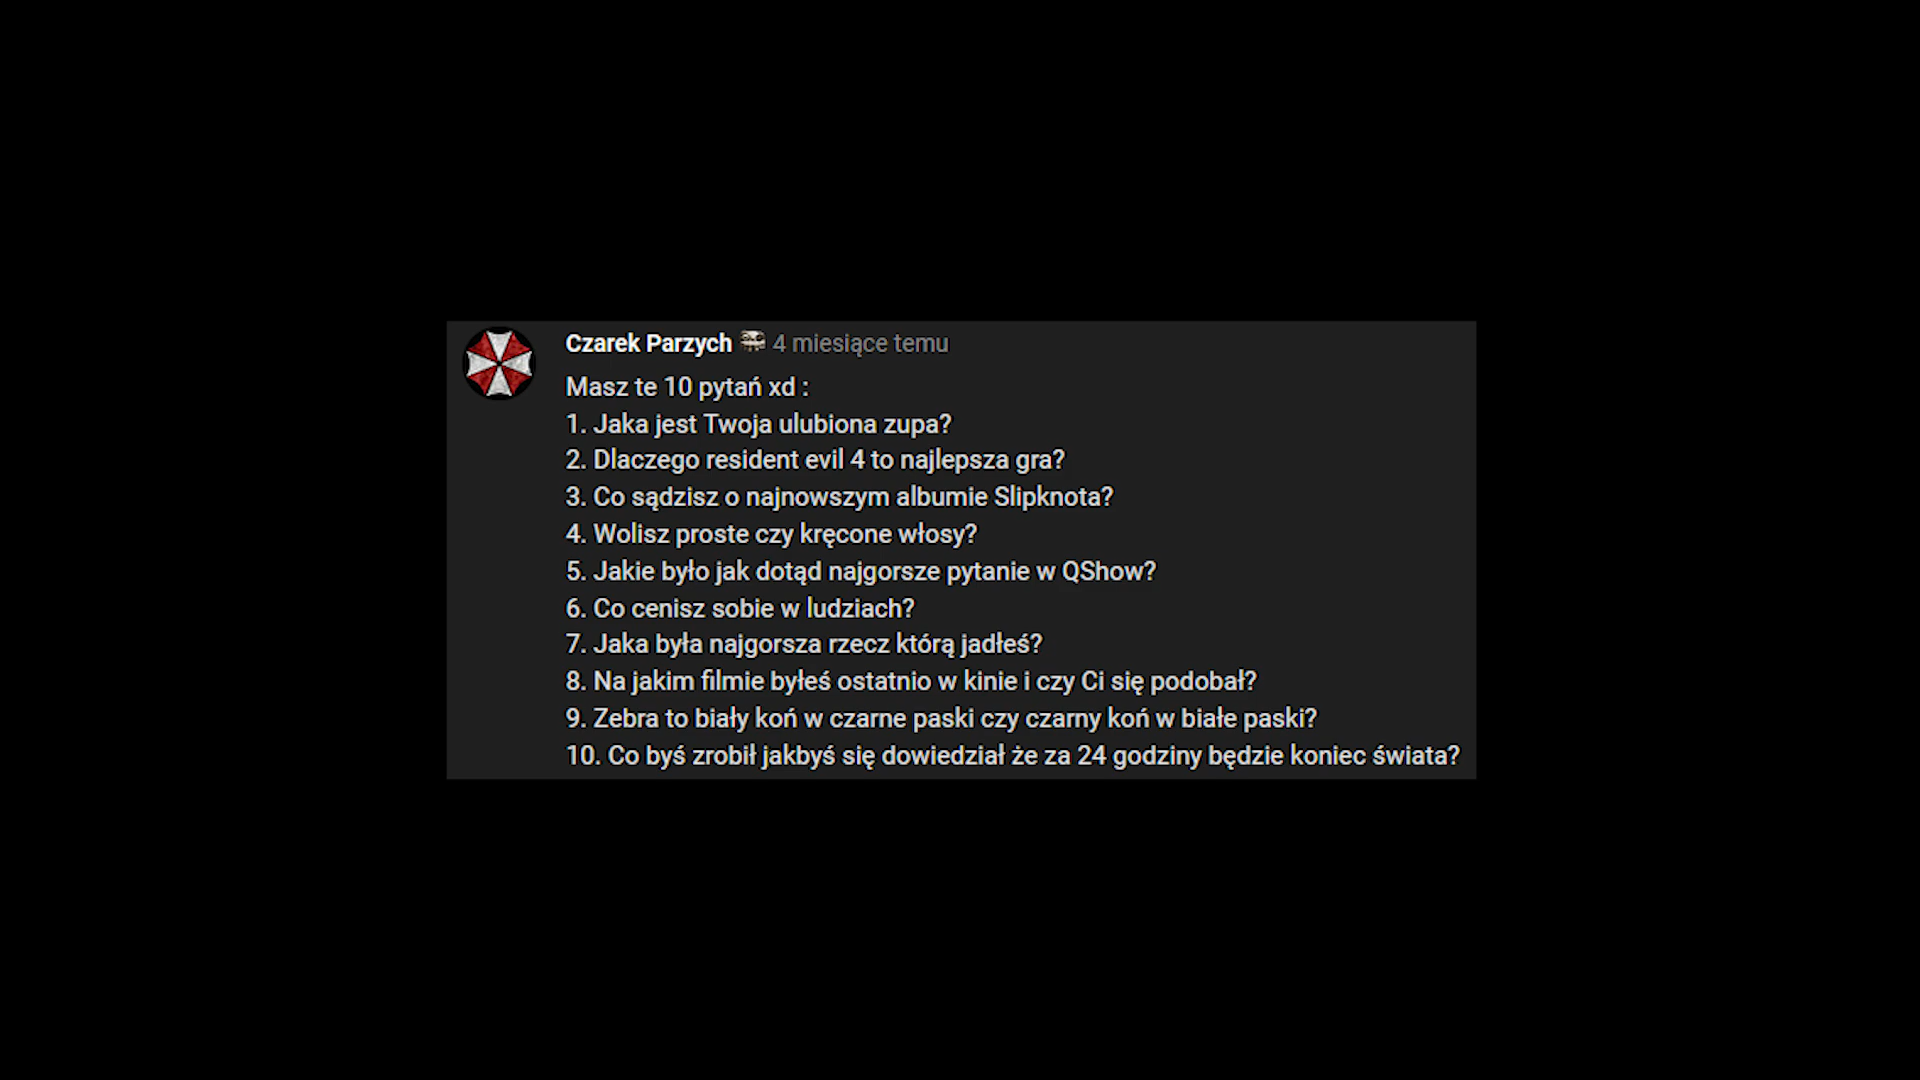 Czarek Parzych 4 miesiące temu
Masz te 10 pytań xd :
1. Jaka jest Twoja ulubiona zupa?
2. Dlaczego resident evil 4 to najlepsza gra?
3. Co sądzisz o najnowszym albumie Slipknota?
4. Wolisz proste czy kręcone włosy?
5. Jakie było jak dotąd najgorsze pytanie w QShow?
6. Co cenisz sobie w ludziach?
7. Jaka była najgorsza rzecz którą jadłeś?
8. Na jakim filmie byłeś ostatnio w kinie i czy Ci się podobał?
9. Zebra to biały koń w czarne paski czy czarny koń w białe paski?
10. Co byś zrobił jakbyś się dowiedział że za 24 godziny będzie koniec świata?